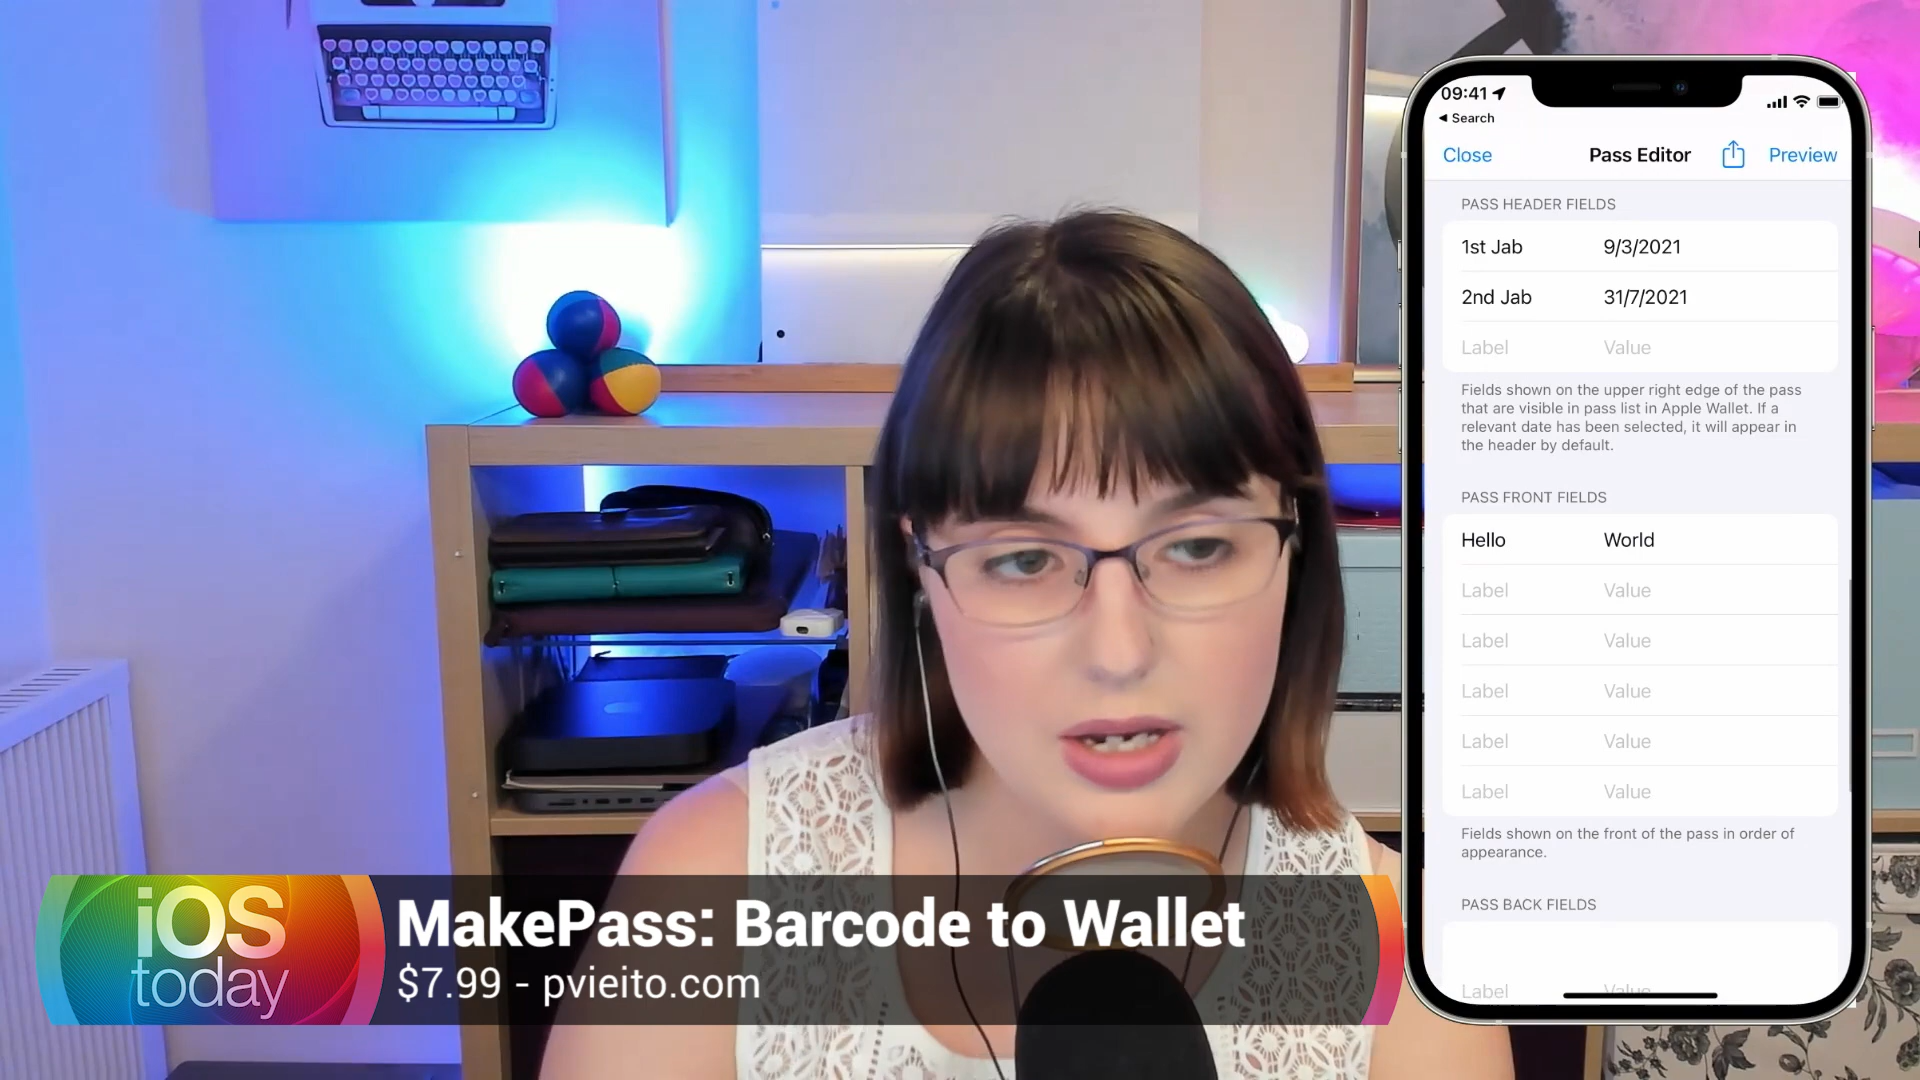 09:41
Search
Close
Pass Editor
Preview
PASS HEADER FIELDS
1st Jab 9/3/2021
2nd Jab 31/7/2021
Label Value
Fields shown on the upper right edge of the pass
that are visible in pass list in Apple Wallet. If a
relevant date has been selected, it will appear in
the header by default.
PASS FRONT FIELDS
Hello World
Label Value
Label Value
Label Value
Label Value
Label Value
Fields shown on the front of the pass in order of
appearance.
PASS BACK FIELDS
Label Value
iOS
today
MakePass: Barcode to Wallet
$7.99 - pvieito.com